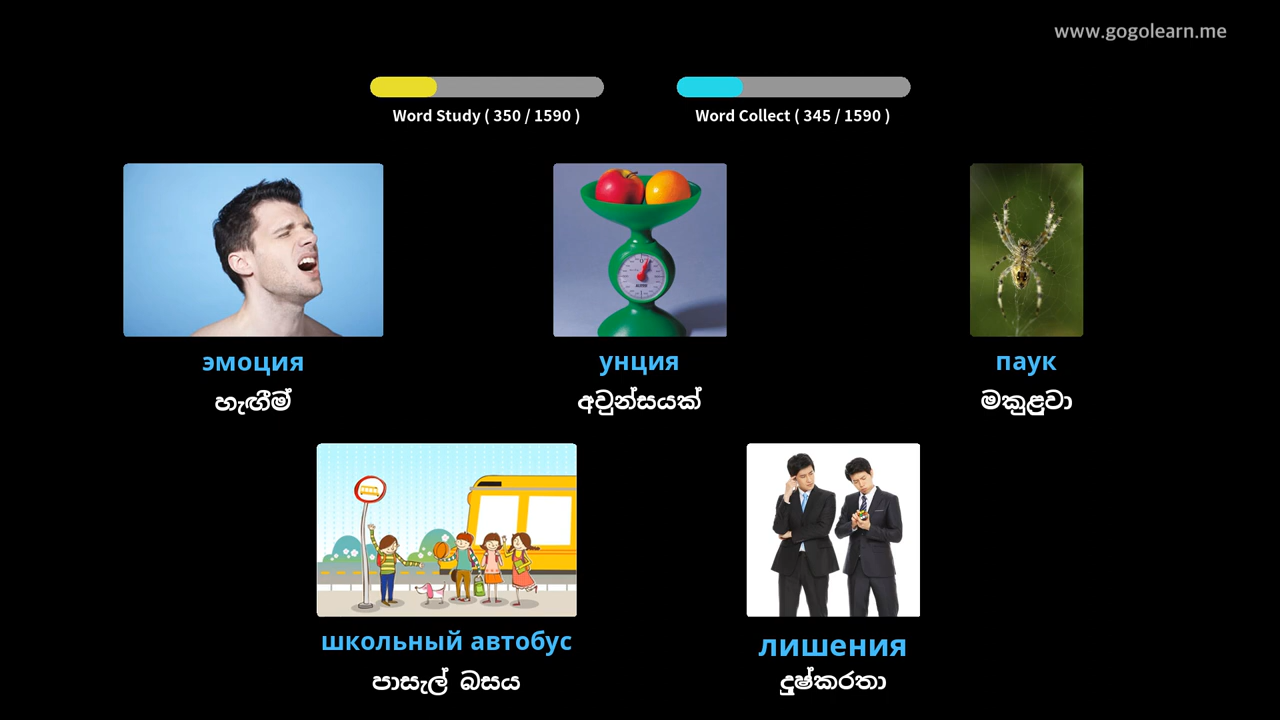 www.gogolearn.me
Word Study ( 350 / 1590 )
Word Collect ( 345 / 1590 )
эмоция
හැඟීම්
унция
අවුන්සයක්
паук
මකුළුවා
школьный автобус
පාසැල් බසය
лишения
දුෂ්කරතා